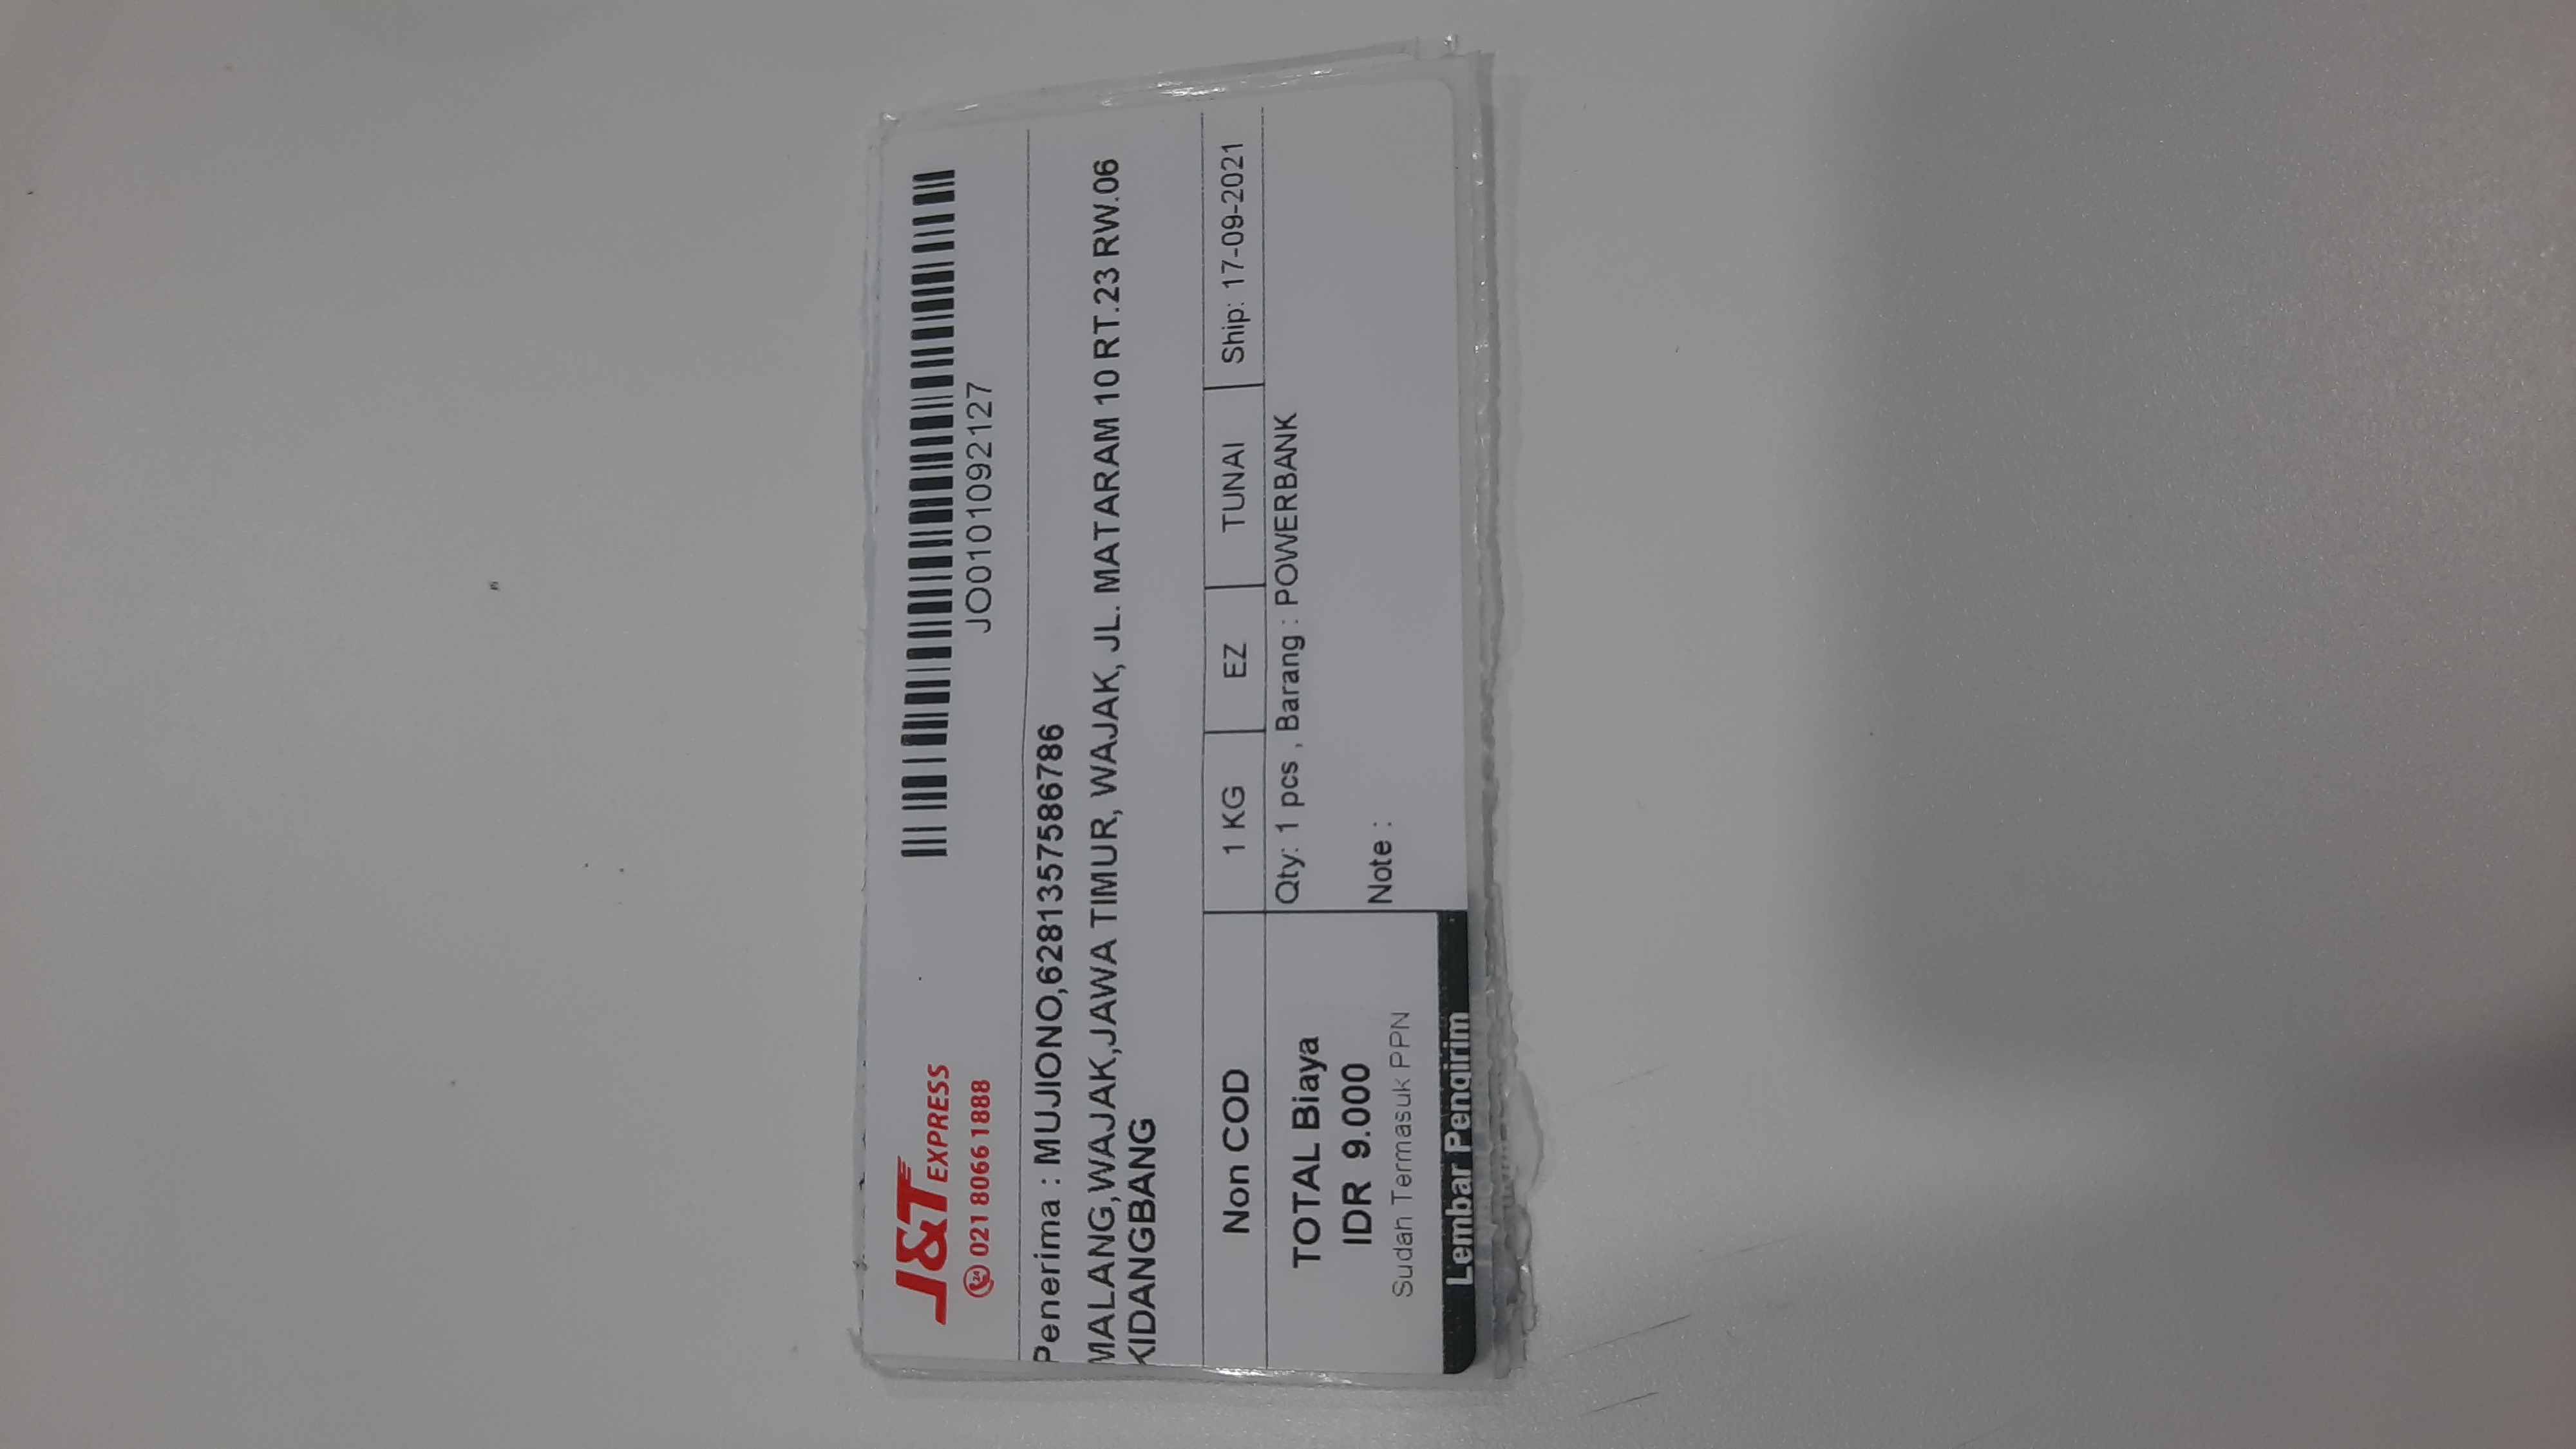 J&T EXPRESS
24 021 8066 1888
JO0101092127
Penerima : MUJIONO,6281357586786
MALANG,WAJAK,JAWA TIMUR, WAJAK, JL. MATARAM 10 RT.23 RW.06
KIDANGBANG
Non COD 1 KG EZ TUNAI Ship: 17-09-2021
TOTAL Biaya
IDR 9.000
Sudah Termasuk PPN
Qty: 1 pcs , Barang : POWERBANK
Note :
Lembar Pengirim